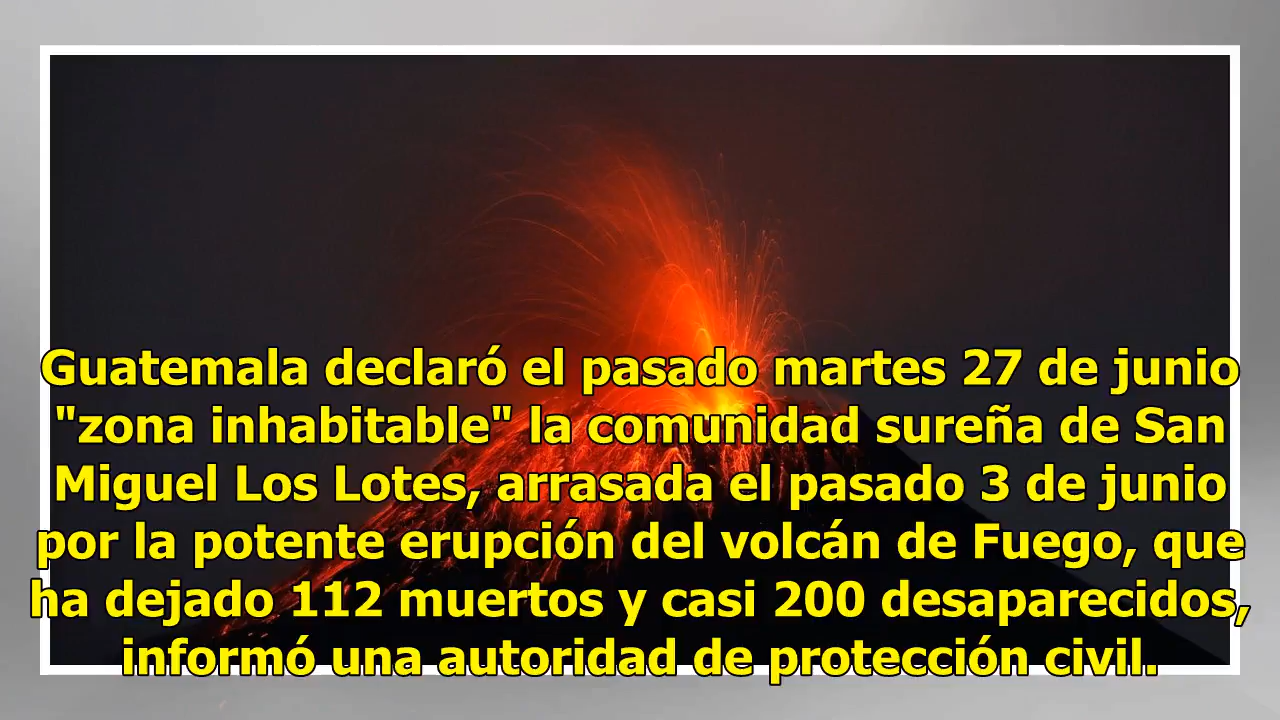 Guatemala declaró el pasado martes 27 de junio
"zona inhabitable" la comunidad sureña de San
Miguel Los Lotes, arrasada el pasado 3 de junio
por la potente erupción del volcán de Fuego, que
ha dejado 112 muertos y casi 200 desaparecidos,
informó una autoridad de protección civil.